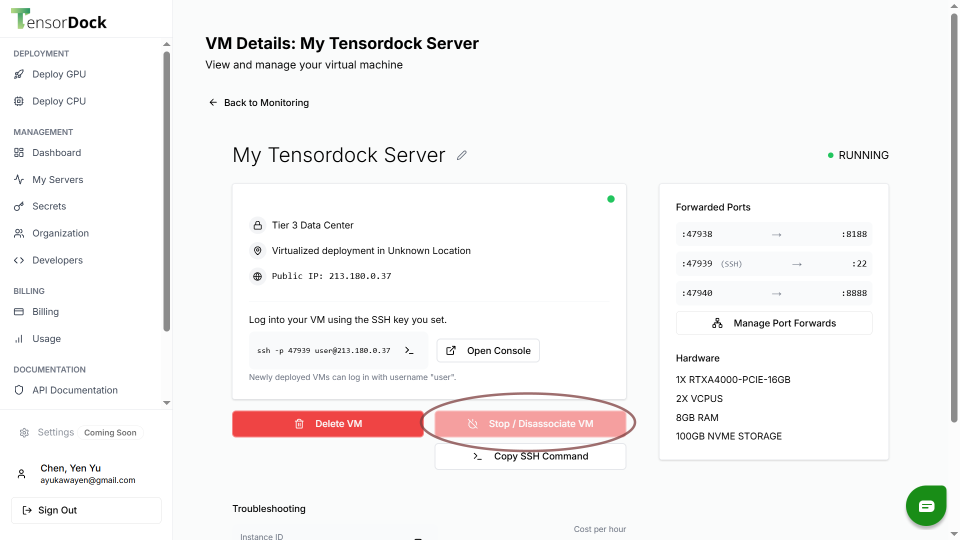 TensorDock
DEPLOYMENT
Deploy GPU
Deploy CPU
MANAGEMENT
Dashboard
My Servers
Secrets
Organization
Developers
BILLING
Billing
Usage
DOCUMENTATION
API Documentation
Settings Coming Soon
Chen, Yen Yu
ayukawayen@gmail.com
Sign Out
VM Details: My Tensordock Server
View and manage your virtual machine
← Back to Monitoring
My Tensordock Server
RUNNING
Tier 3 Data Center
Virtualized deployment in Unknown Location
Public IP: 213.180.0.37
Log into your VM using the SSH key you set.
ssh -p 47939 user@213.180.0.37
Open Console
Newly deployed VMs can log in with username "user".
Delete VM
Stop / Disassociate VM
Copy SSH Command
Troubleshooting
Instance ID
Cost per hour
Forwarded Ports
:47938 → :8188
:47939 (SSH) → :22
:47940 → :8888
Manage Port Forwards
Hardware
1X RTXA4000-PCIE-16GB
2X VCPUS
8GB RAM
100GB NVME STORAGE